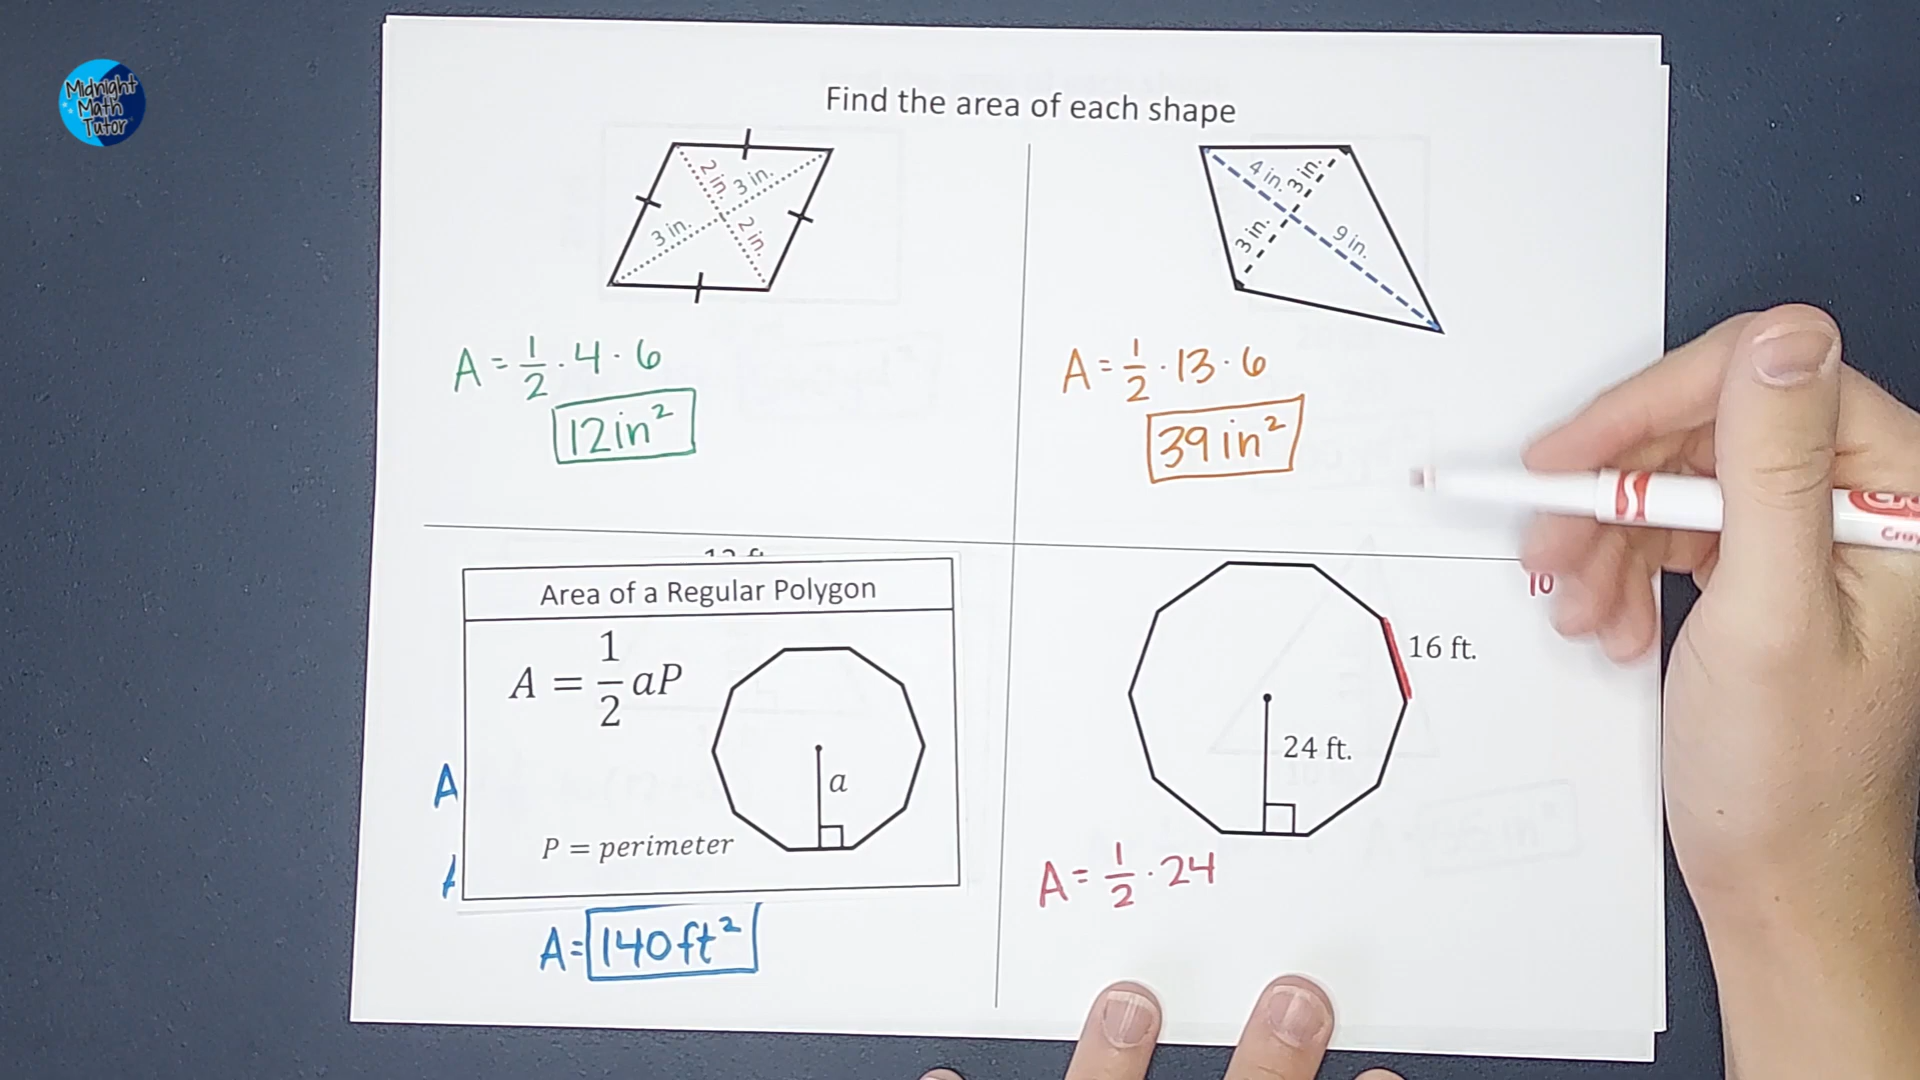 Midnight
Math
Tutor
Find the area of each shape
2 in.
3 in.
3 in.
2 in.
A = 1/2 · 4 · 6
12 in²
4 in.
3 in.
3 in.
9 in.
A = 1/2 · 13 · 6
39 in²
Area of a Regular Polygon
A = 1/2 aP
a
P = perimeter
A
A = 140 ft²
10
16 ft.
24 ft.
A = 1/2 · 24